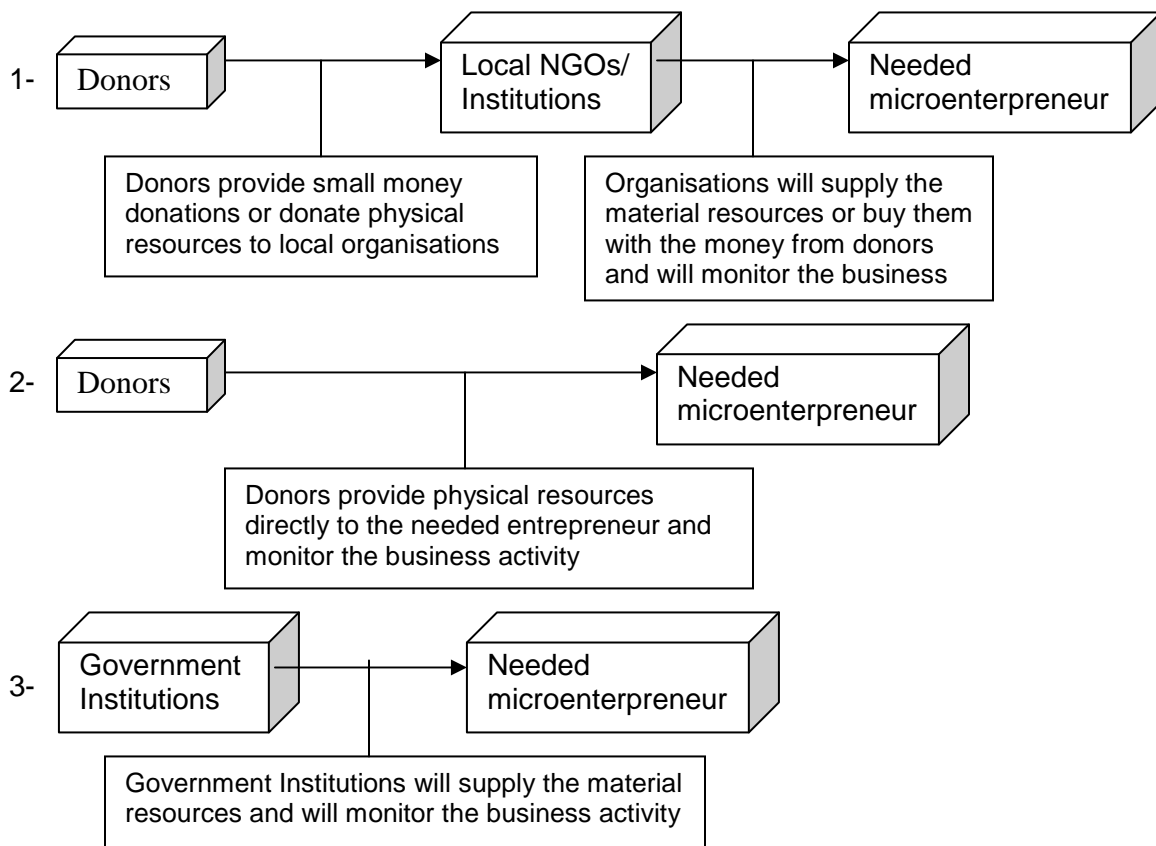 1-
Donors
Local NGOs/
Institutions
Needed
microenterpreneur
Donors provide small money
donations or donate physical
resources to local organisations
Organisations will supply the
material resources or buy them
with the money from donors
and will monitor the business
2-
Donors
Needed
microenterpreneur
Donors provide physical resources
directly to the needed entrepreneur and
monitor the business activity
3-
Government
Institutions
Needed
microenterpreneur
Government Institutions will supply the material
resources and will monitor the business activity